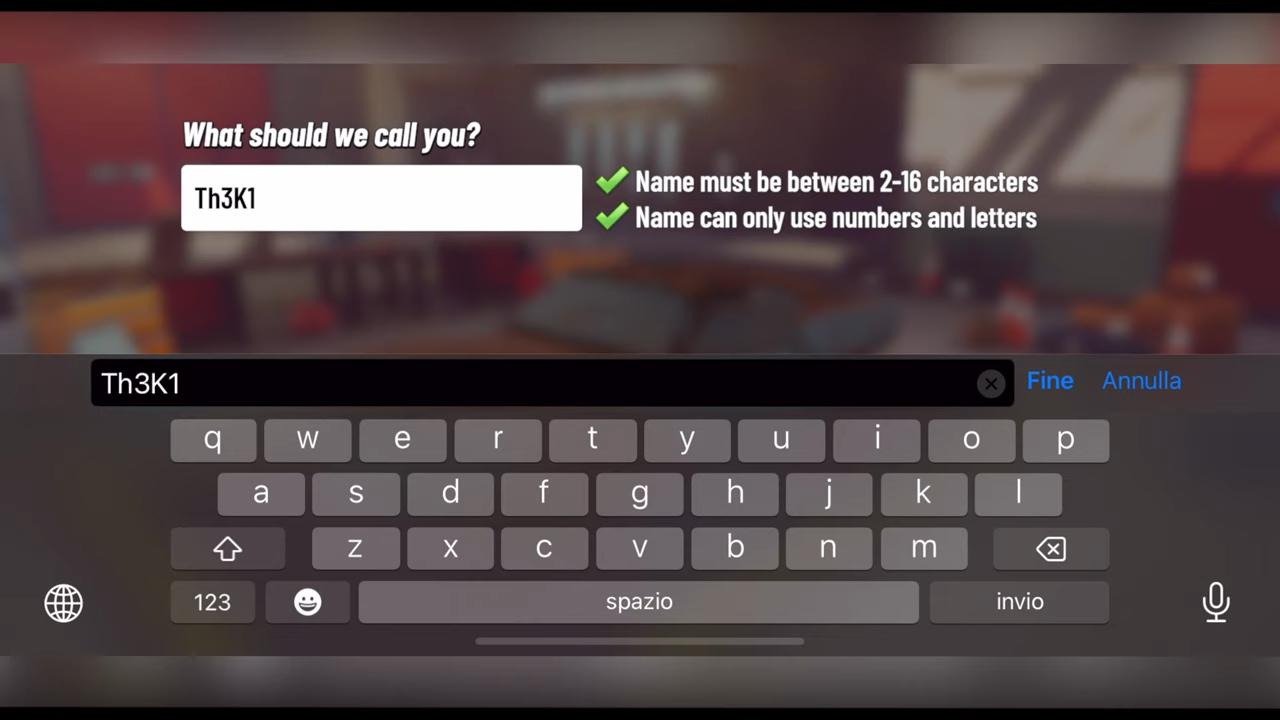 What should we call you?
Th3K1
Name must be between 2-16 characters
Name can only use numbers and letters
Th3K1
Fine Annulla
q w e r t y u i o p
a s d f g h j k l
z x c v b n m
123 spazio invio